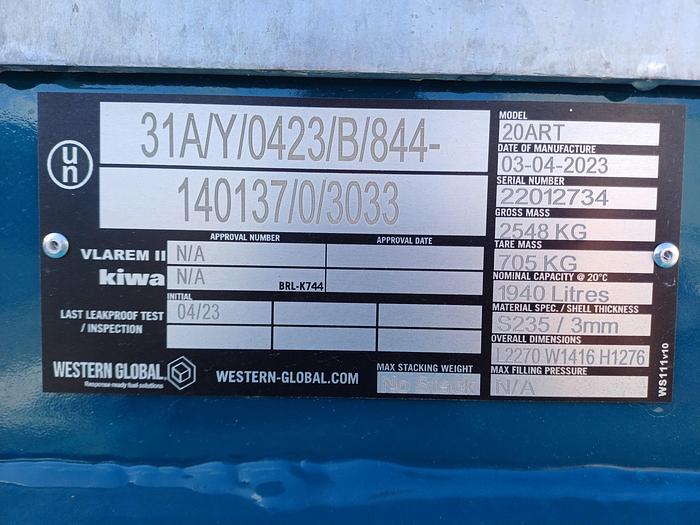 un
31A/Y/0423/B/844-
140137/0/3033
APPROVAL NUMBER APPROVAL DATE
VLAREM II N/A
kiwa N/A BRL-K744
INITIAL
LAST LEAKPROOF TEST
/ INSPECTION
04/23
WESTERN GLOBAL.
Response ready fuel solutions
WESTERN-GLOBAL.COM
MAX STACKING WEIGHT
No Stack
MODEL
20ART
DATE OF MANUFACTURE
03-04-2023
SERIAL NUMBER
22012734
GROSS MASS
2548 KG
TARE MASS
705 KG
NOMINAL CAPACITY @ 20°C
1940 Litres
MATERIAL SPEC. / SHELL THICKNESS
S235 / 3mm
OVERALL DIMENSIONS
L2270 W1416 H1276
MAX FILLING PRESSURE
N/A
WS111v10